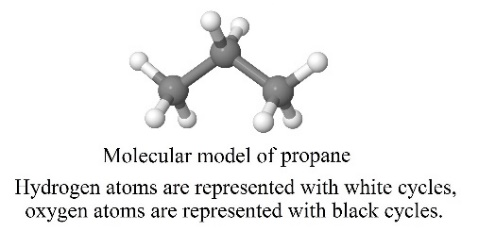 Molecular model of propane
Hydrogen atoms are represented with white cycles,
oxygen atoms are represented with black cycles.